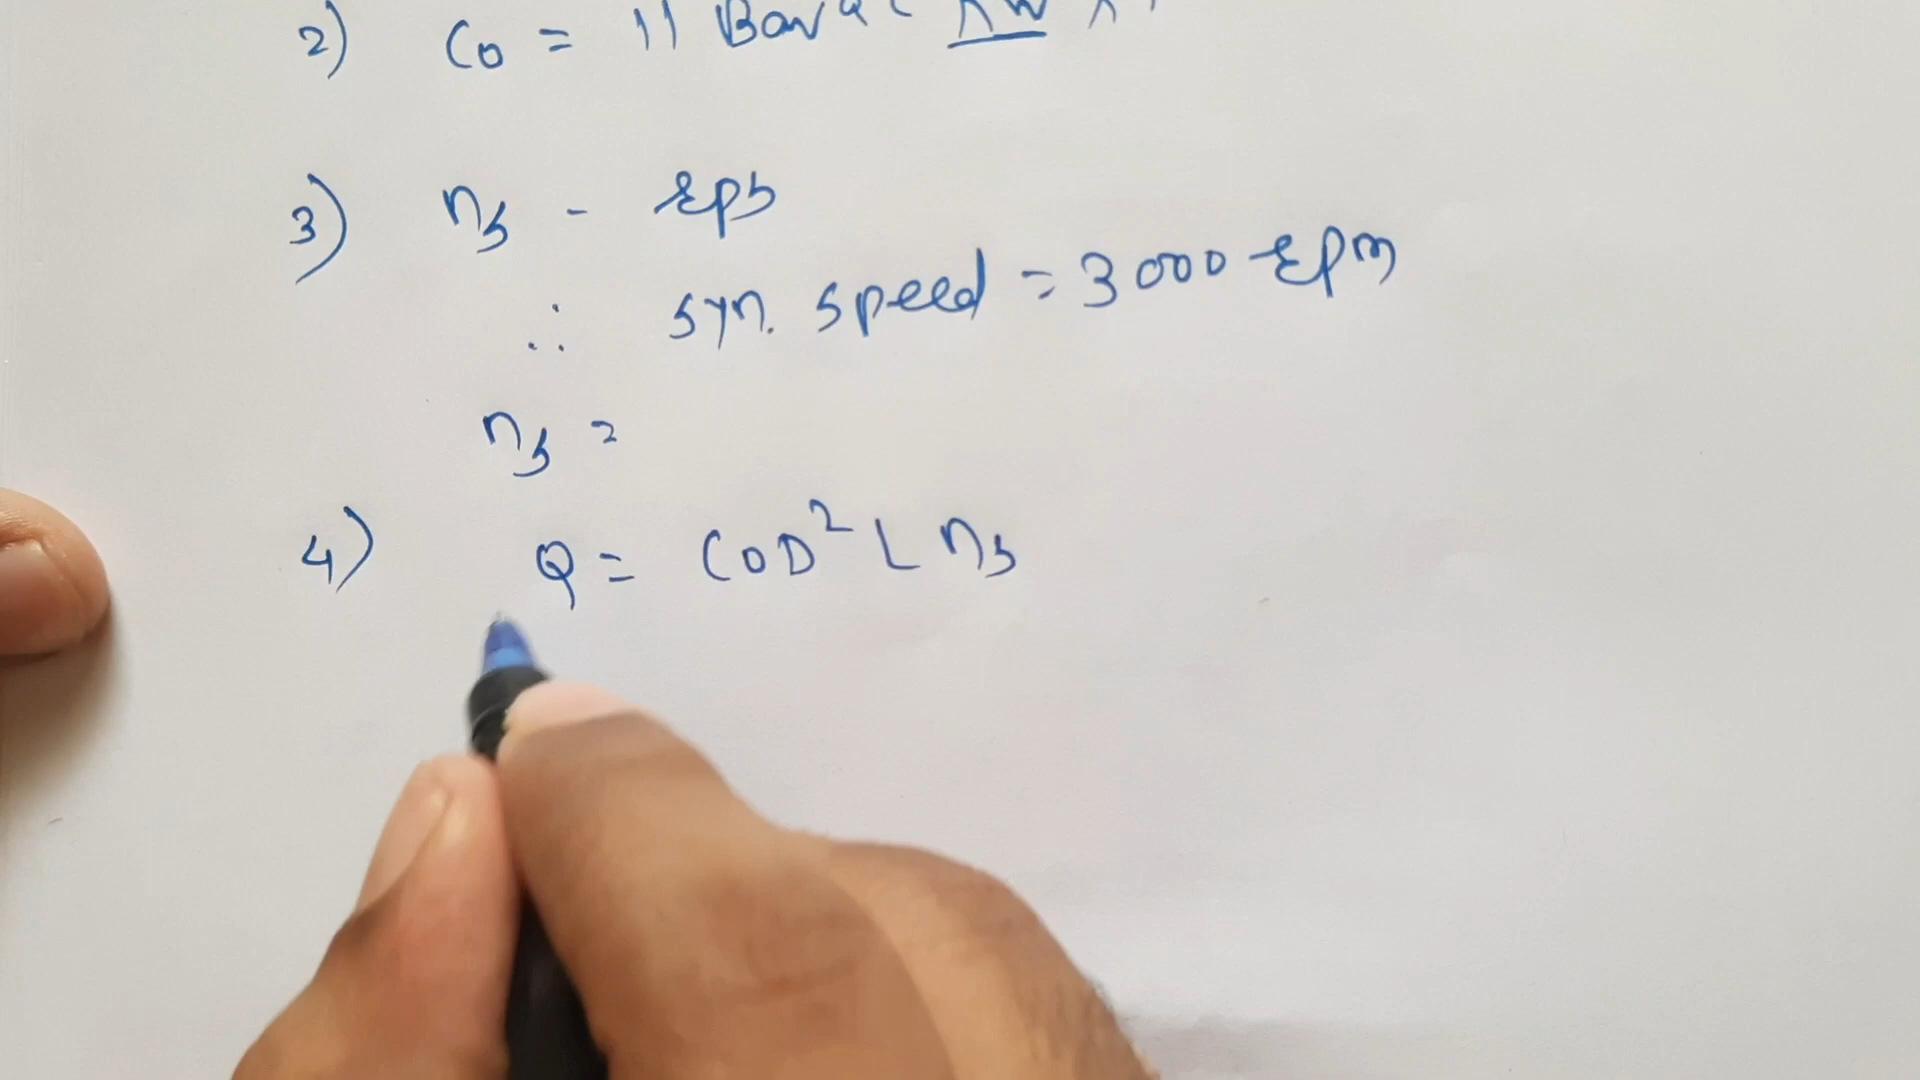 2) Co = 11 Bav q
3) ns - rps
∴ syn. speed = 3000 rpm
ns =
4) Q = CoD² L ns